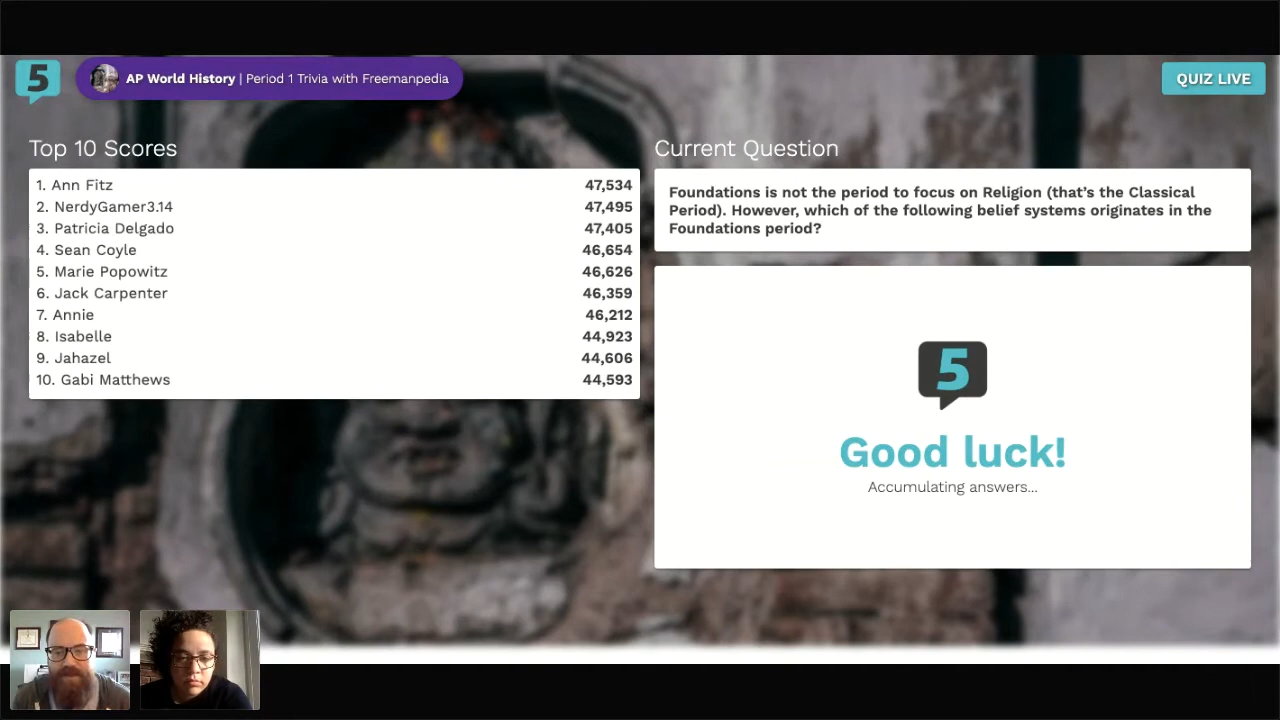 5 AP World History | Period 1 Trivia with Freemanpedia QUIZ LIVE
Top 10 Scores
1. Ann Fitz 47,534
2. NerdyGamer3.14 47,495
3. Patricia Delgado 47,405
4. Sean Coyle 46,654
5. Marie Popowitz 46,626
6. Jack Carpenter 46,359
7. Annie 46,212
8. Isabelle 44,923
9. Jahazel 44,606
10. Gabi Matthews 44,593
Current Question
Foundations is not the period to focus on Religion (that's the Classical
Period). However, which of the following belief systems originates in the
Foundations period?
5
Good luck!
Accumulating answers...